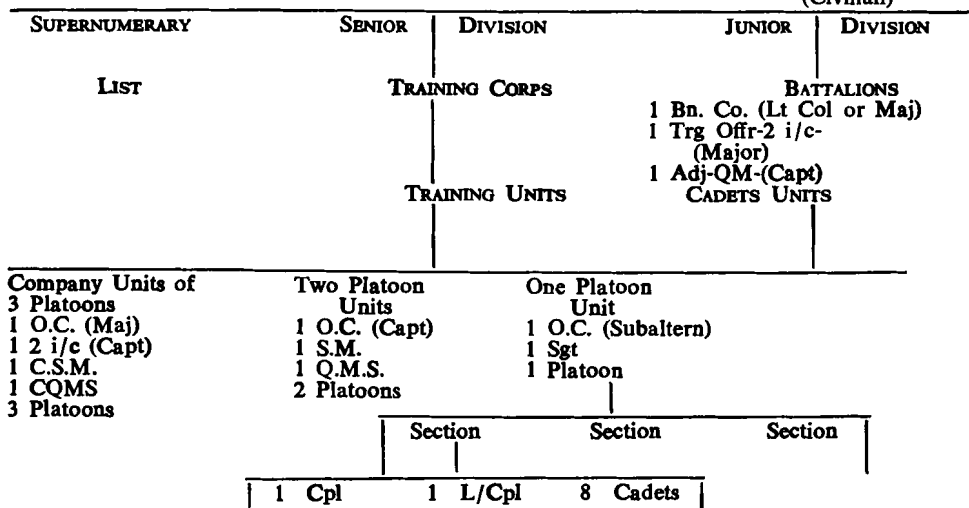 (Civilian)
SUPERNUMERARY SENIOR DIVISION JUNIOR DIVISION
LIST TRAINING CORPS BATTALIONS
1 Bn. Co. (Lt Col or Maj)
1 Trg Offr-2 i/c-
(Major)
1 Adj-QM-(Capt)
TRAINING UNITS CADETS UNITS
Company Units of Two Platoon One Platoon
3 Platoons Units Unit
1 O.C. (Maj) 1 O.C. (Capt) 1 O.C. (Subaltern)
1 2 i/c (Capt) 1 S.M. 1 Sgt
1 C.S.M. 1 Q.M.S. 1 Platoon
1 CQMS 2 Platoons
3 Platoons
Section Section Section
1 Cpl 1 L/Cpl 8 Cadets